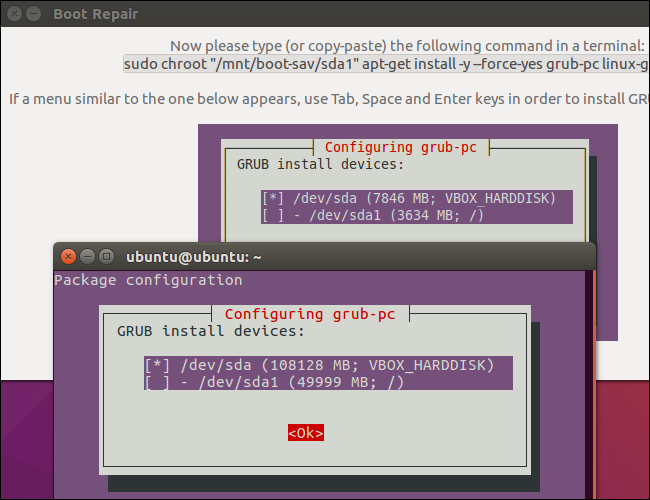 Boot Repair
Now please type (or copy-paste) the following command in a terminal:
sudo chroot "/mnt/boot-sav/sda1" apt-get install -y --force-yes grub-pc linux-g
If a menu similar to the one below appears, use Tab, Space and Enter keys in order to install GRU
Configuring grub-pc
GRUB install devices:
[*] /dev/sda (7846 MB; VBOX_HARDDISK)
[ ] - /dev/sda1 (3634 MB; /)
ubuntu@ubuntu: ~
Package configuration
Configuring grub-pc
GRUB install devices:
[*] /dev/sda (108128 MB; VBOX_HARDDISK)
[ ] - /dev/sda1 (49999 MB; /)
<Ok>